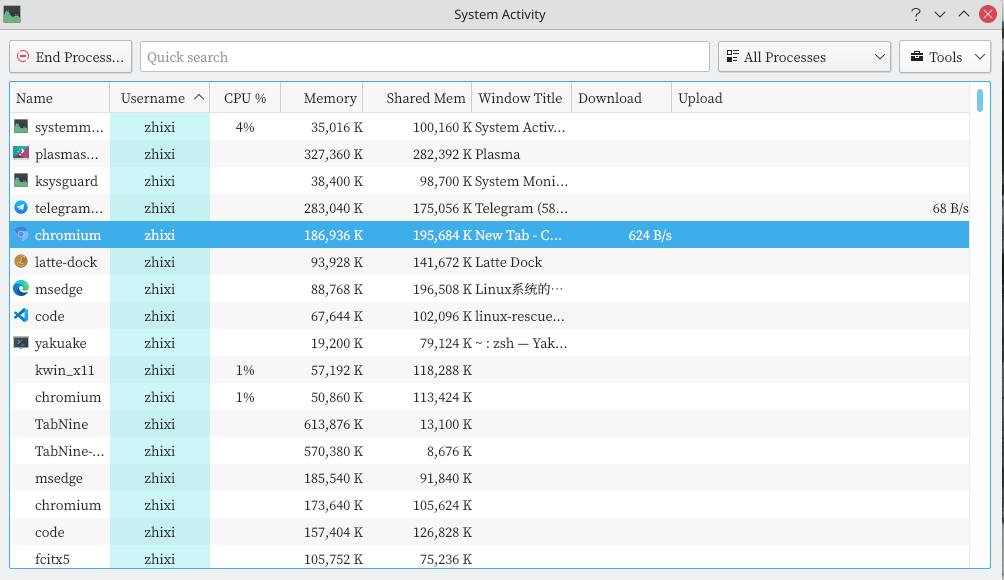 System Activity
End Process... Quick search All Processes Tools
Name Username CPU % Memory Shared Mem Window Title Download Upload
systemm... zhixi 4% 35,016 K 100,160 K System Activ...
plasmas... zhixi 327,360 K 282,392 K Plasma
ksysguard zhixi 38,400 K 98,700 K System Moni...
telegram... zhixi 283,040 K 175,056 K Telegram (58... 68 B/s
chromium zhixi 186,936 K 195,684 K New Tab - C... 624 B/s
latte-dock zhixi 93,928 K 141,672 K Latte Dock
msedge zhixi 88,768 K 196,508 K Linux系统的…
code zhixi 67,644 K 102,096 K linux-rescue...
yakuake zhixi 19,200 K 79,124 K ~ : zsh — Yak...
kwin_x11 zhixi 1% 57,192 K 118,288 K
chromium zhixi 1% 50,860 K 113,424 K
TabNine zhixi 613,876 K 13,100 K
TabNine-... zhixi 570,380 K 8,676 K
msedge zhixi 185,540 K 91,840 K
chromium zhixi 173,640 K 105,624 K
code zhixi 157,404 K 126,828 K
fcitx5 zhixi 105,752 K 75,236 K